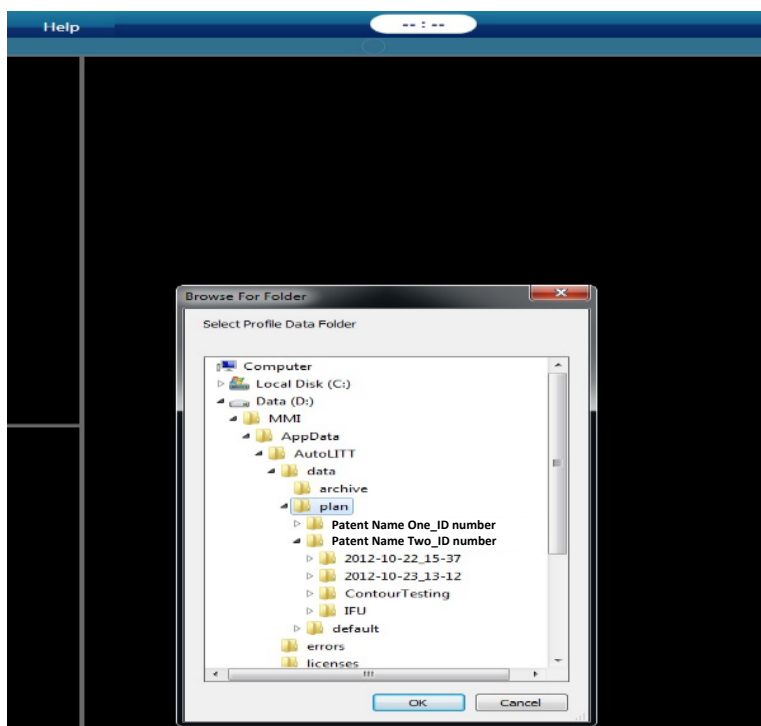 Help
-- : --
Browse For Folder
Select Profile Data Folder
Computer
Local Disk (C:)
Data (D:)
MMI
AppData
AutoLITT
data
archive
plan
Patent Name One_ID number
Patent Name Two_ID number
2012-10-22_15-37
2012-10-23_13-12
ContourTesting
IFU
default
errors
licenses
OK Cancel